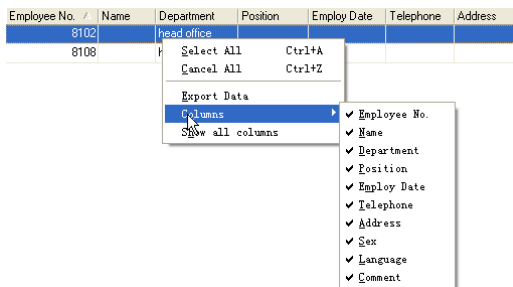 Employee No. Name Department Position Employ Date Telephone Address
8102 head office
8108 h
Select All Ctrl+A
Cancel All Ctrl+Z
Export Data
Columns
Show all columns
Employee No.
Name
Department
Position
Employ Date
Telephone
Address
Sex
Language
Comment